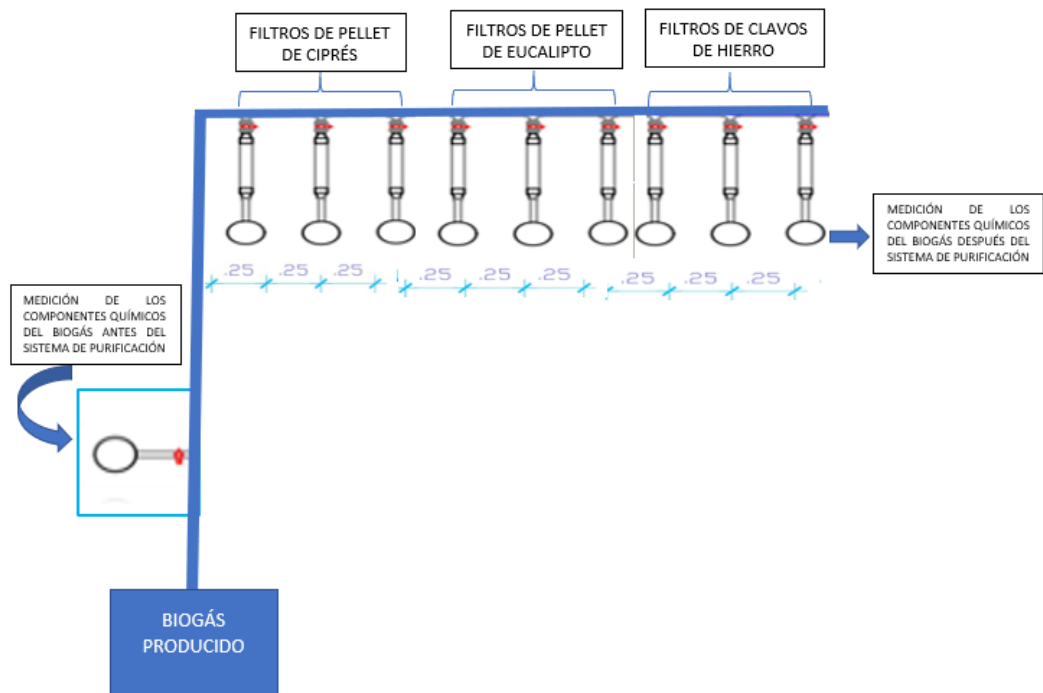 FILTROS DE PELLET
DE CIPRÉS
FILTROS DE PELLET
DE EUCALIPTO
FILTROS DE CLAVOS
DE HIERRO
MEDICIÓN DE LOS
COMPONENTES QUÍMICOS
DEL BIOGÁS DESPUÉS DEL
SISTEMA DE PURIFICACIÓN
.25 .25 .25 .25 .25 .25 .25 .25 .25
MEDICIÓN DE LOS
COMPONENTES QUÍMICOS
DEL BIOGÁS ANTES DEL
SISTEMA DE PURIFICACIÓN
BIOGÁS
PRODUCIDO